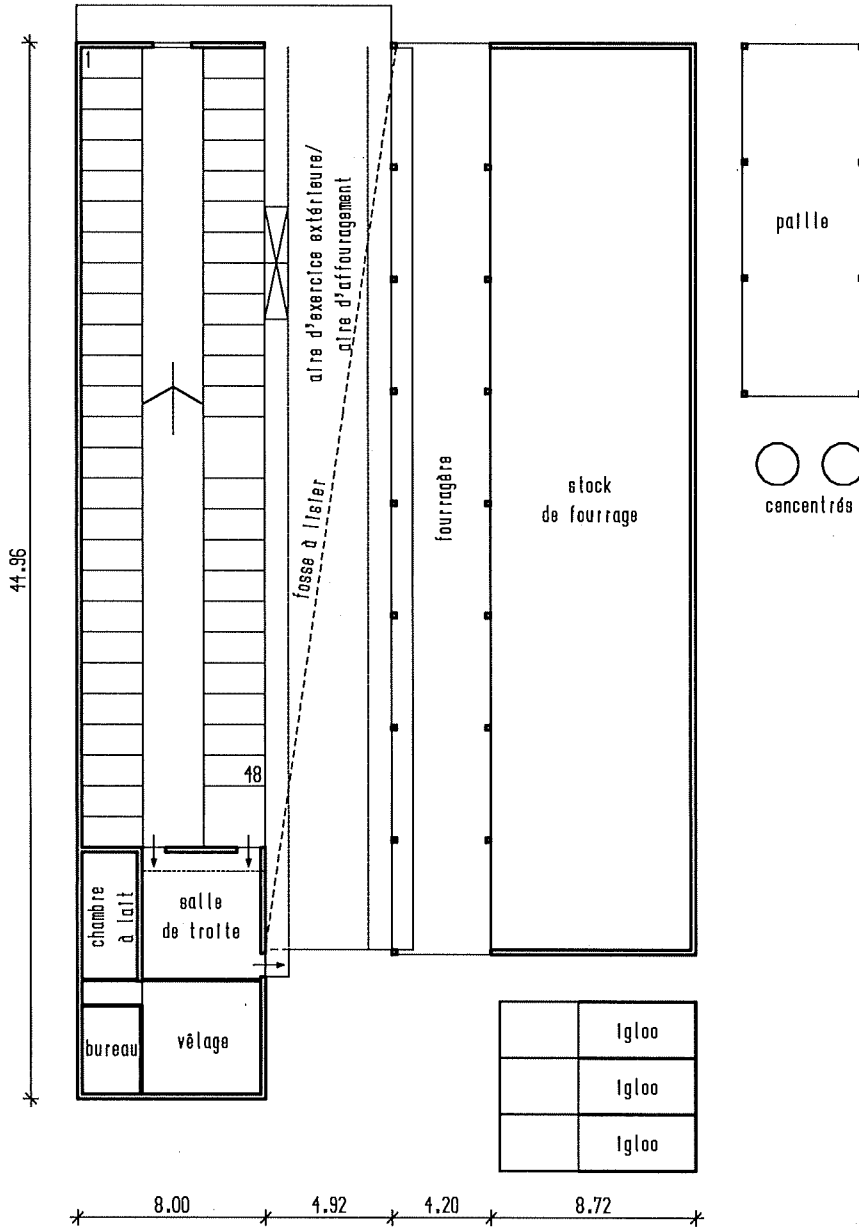 1
aire d'exercice extérieure/
aire d'affouragement
paille
fourragère
stock
de fourrage
concentrés
fosse à lisier
44.96
48
chambre
à lait
salle
de traite
bureau
vêlage
Igloo
Igloo
Igloo
8.00
4.92
4.20
8.72